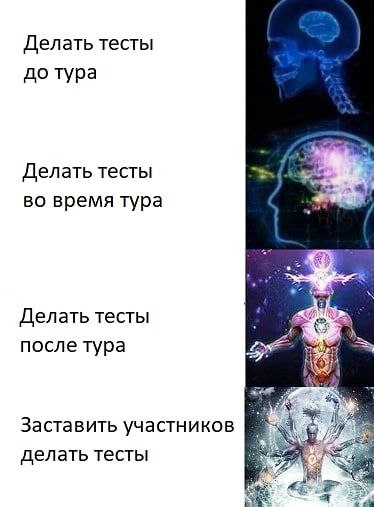 Делать тесты
до тура
Делать тесты
во время тура
Делать тесты
после тура
Заставить участников
делать тесты